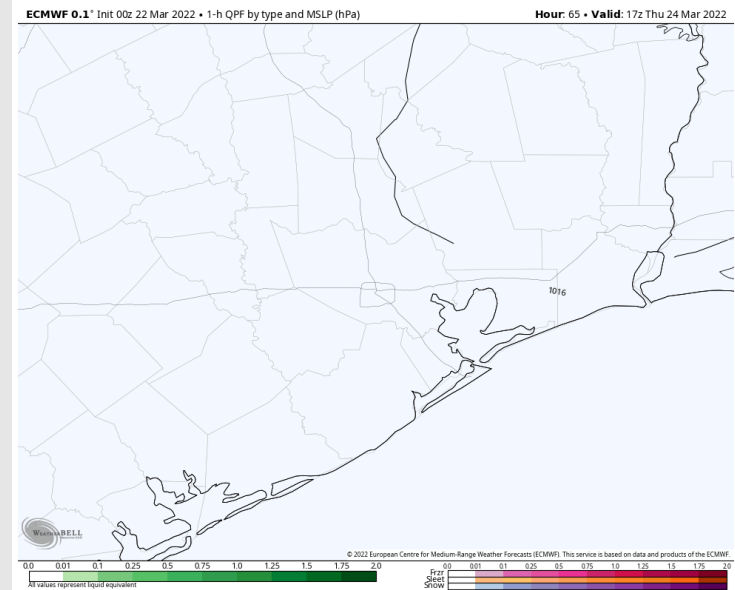 ECMWF 0.1° Init 00z 22 Mar 2022 • 1-h QPF by type and MSLP (hPa)
Hour: 65 • Valid: 17z Thu 24 Mar 2022
1016
WEATHERBELL
© 2022 European Centre for Medium-Range Weather Forecasts (ECMWF). This service is based on data and products of the ECMWF.
0.0 0.01 0.1 0.25 0.5 0.75 1.0 1.25 1.5 1.75 2.0
0.0 0.01 0.1 0.25 0.5 0.75 1.0 1.25 1.5 1.75 2.0
Frzr
Sleet
Snow
All values represent liquid equivalent